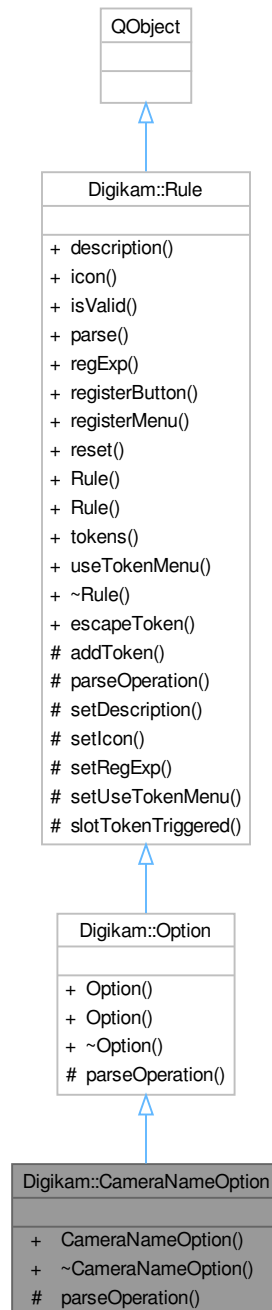 QObject
Digikam::Rule
+ description()
+ icon()
+ isValid()
+ parse()
+ regExp()
+ registerButton()
+ registerMenu()
+ reset()
+ Rule()
+ Rule()
+ tokens()
+ useTokenMenu()
+ ~Rule()
+ escapeToken()
# addToken()
# parseOperation()
# setDescription()
# setIcon()
# setRegExp()
# setUseTokenMenu()
# slotTokenTriggered()
Digikam::Option
+ Option()
+ Option()
+ ~Option()
# parseOperation()
Digikam::CameraNameOption
+ CameraNameOption()
+ ~CameraNameOption()
# parseOperation()